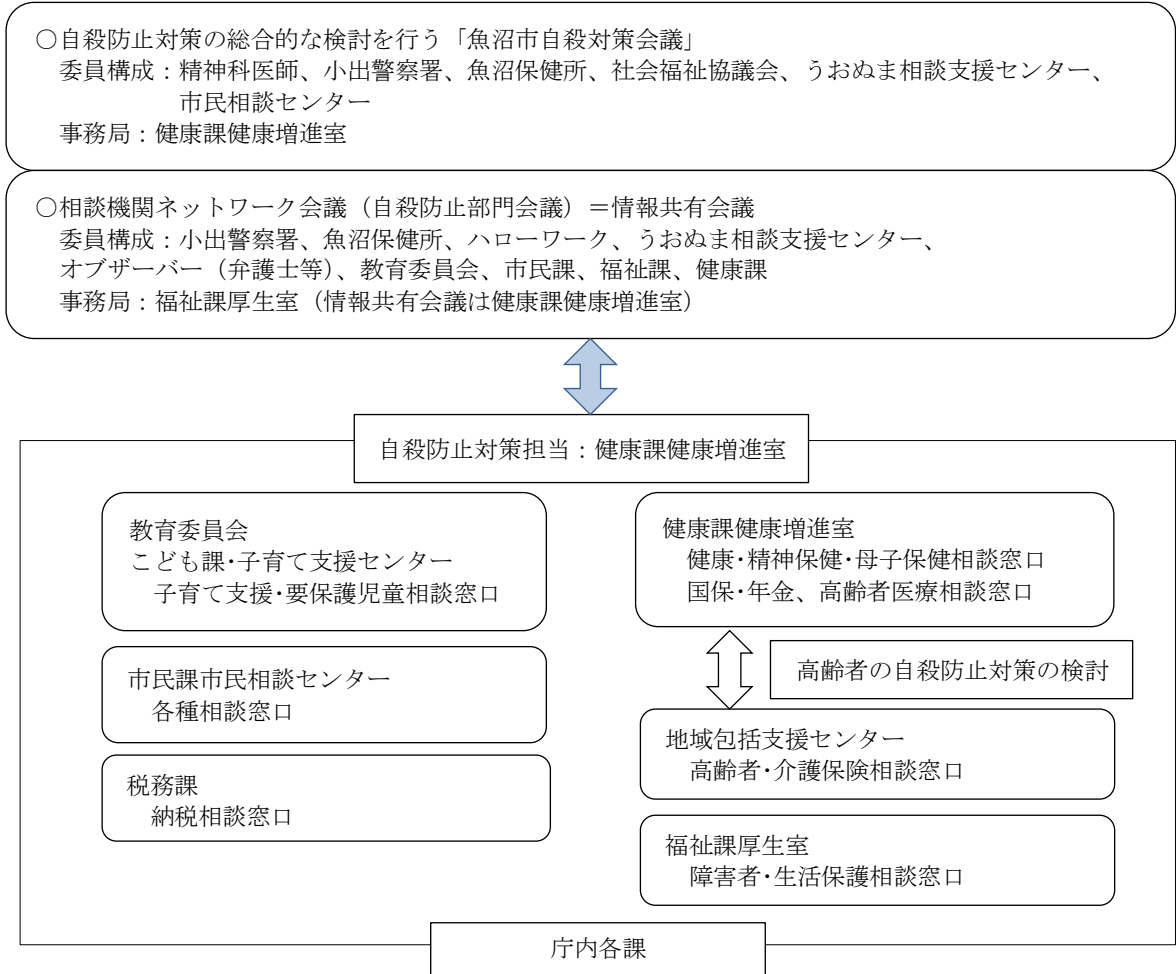 ○自殺防止対策の総合的な検討を行う「魚沼市自殺対策会議」
委員構成：精神科医師、小出警察署、魚沼保健所、社会福祉協議会、うおぬま相談支援センター、
市民相談センター
事務局：健康課健康増進室
○相談機関ネットワーク会議（自殺防止部門会議）＝情報共有会議
委員構成：小出警察署、魚沼保健所、ハローワーク、うおぬま相談支援センター、
オブザーバー（弁護士等）、教育委員会、市民課、福祉課、健康課
事務局：福祉課厚生室（情報共有会議は健康課健康増進室）
自殺防止対策担当：健康課健康増進室
教育委員会
こども課・子育て支援センター
子育て支援・要保護児童相談窓口
市民課市民相談センター
各種相談窓口
税務課
納税相談窓口
健康課健康増進室
健康・精神保健・母子保健相談窓口
国保・年金、高齢者医療相談窓口
高齢者の自殺防止対策の検討
地域包括支援センター
高齢者・介護保険相談窓口
福祉課厚生室
障害者・生活保護相談窓口
庁内各課